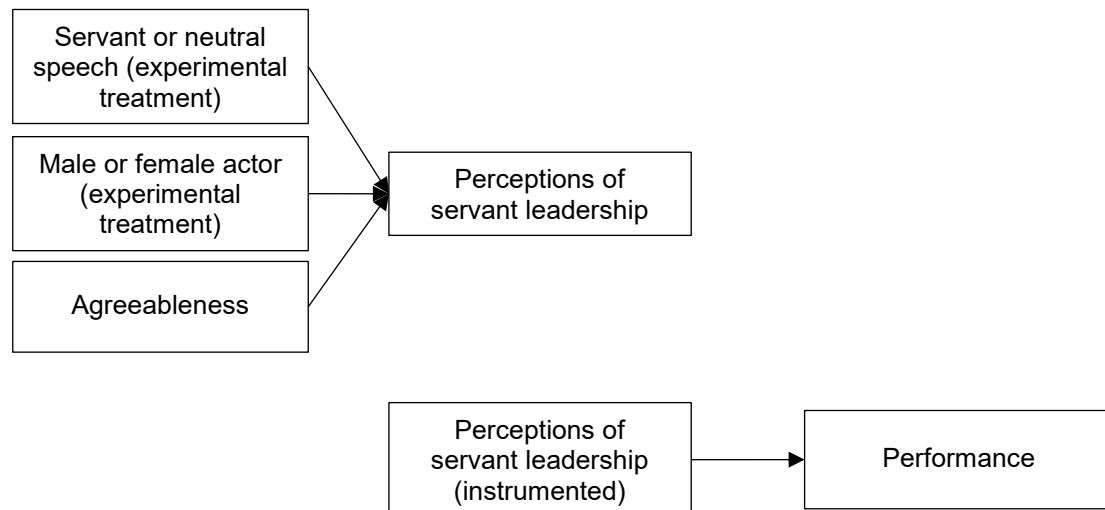 Servant or neutral
speech (experimental
treatment)
Male or female actor
(experimental
treatment)
Agreeableness
Perceptions of
servant leadership
Perceptions of
servant leadership
(instrumented)
Performance